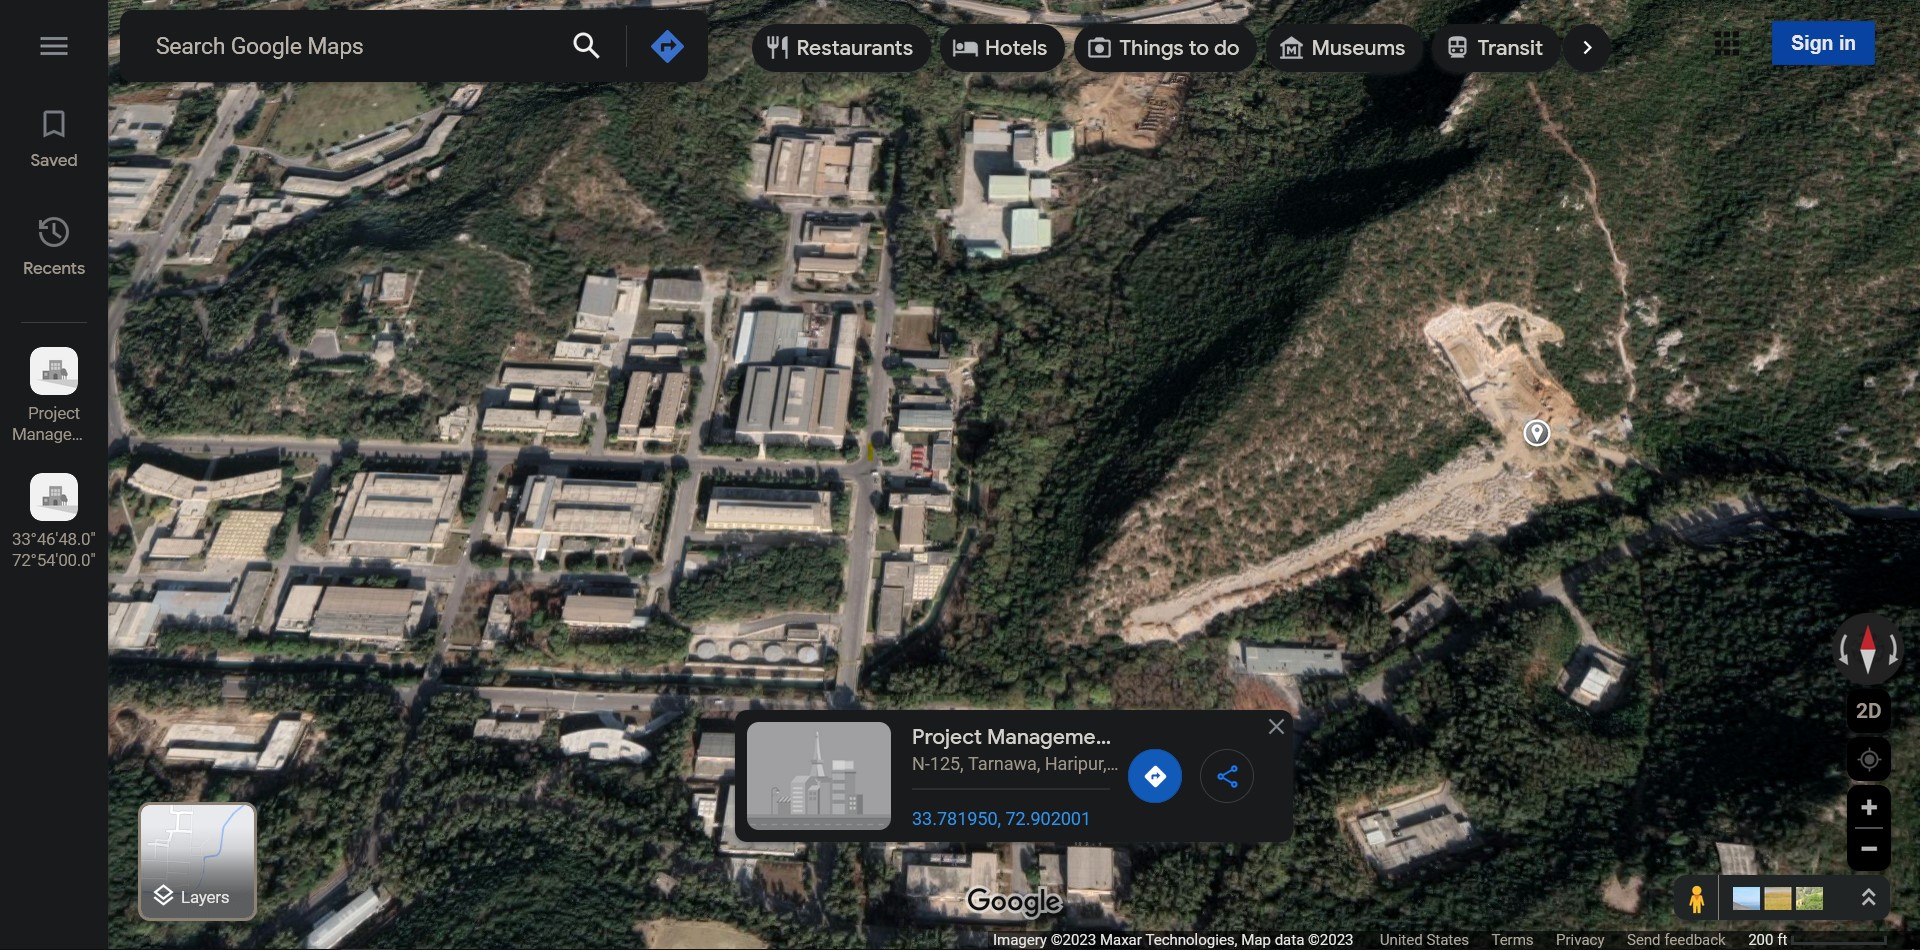 Search Google Maps
Restaurants
Hotels
Things to do
Museums
Transit
Sign in
Saved
Recents
Project
Manage...
33°46'48.0"
72°54'00.0"
Project Manageme...
N-125, Tarnawa, Haripur,...
33.781950, 72.902001
2D
Layers
Google
Imagery ©2023 Maxar Technologies, Map data ©2023
United States
Terms
Privacy
Send feedback
200 ft